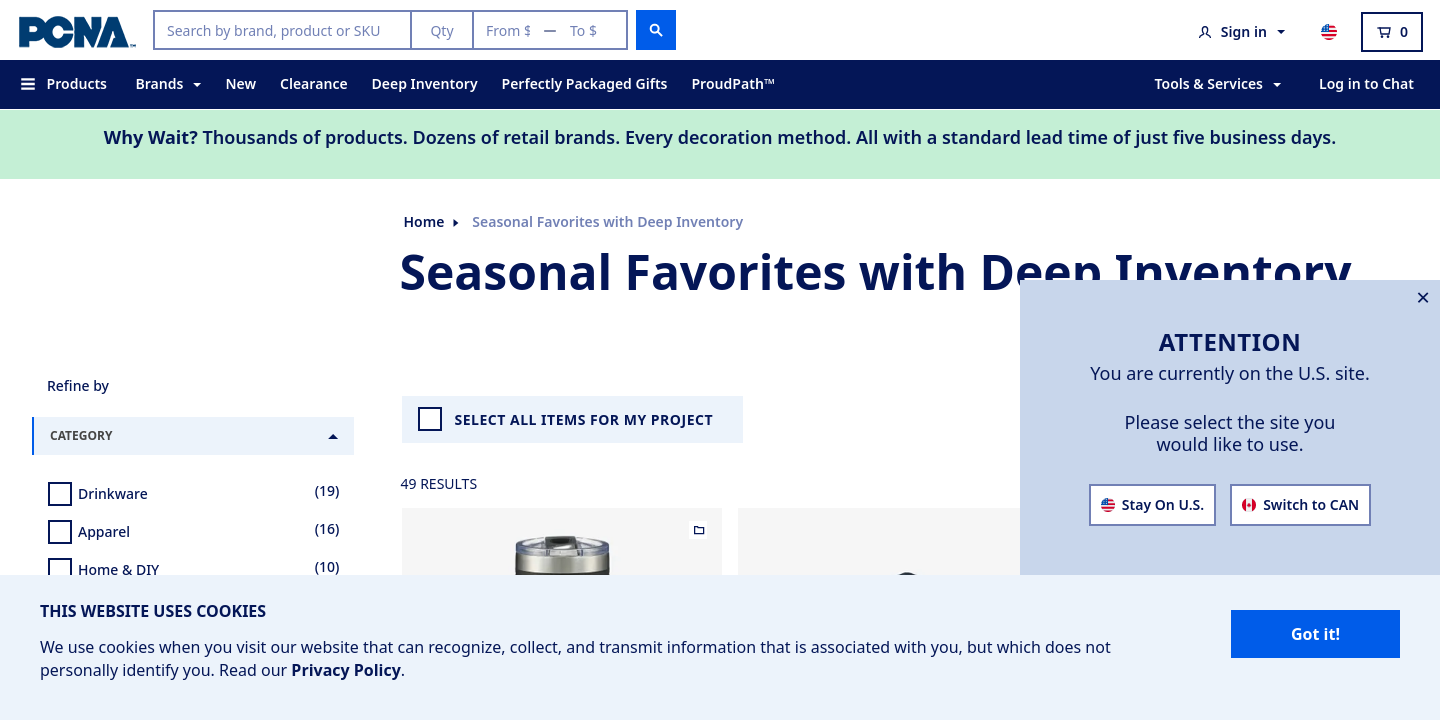 PCNA™
Search by brand, product or SKU
Qty
From $ — To $
Sign in
0
Products
Brands
New
Clearance
Deep Inventory
Perfectly Packaged Gifts
ProudPath™
Tools & Services
Log in to Chat
Why Wait? Thousands of products. Dozens of retail brands. Every decoration method. All with a standard lead time of just five business days.
Home
Seasonal Favorites with Deep Inventory
Seasonal Favorites with Deep Inventory
Refine by
CATEGORY
Drinkware (19)
Apparel (16)
Home & DIY (10)
SELECT ALL ITEMS FOR MY PROJECT
49 RESULTS
ATTENTION
You are currently on the U.S. site.
Please select the site you
would like to use.
Stay On U.S.
Switch to CAN
THIS WEBSITE USES COOKIES
We use cookies when you visit our website that can recognize, collect, and transmit information that is associated with you, but which does not
personally identify you. Read our Privacy Policy.
Got it!